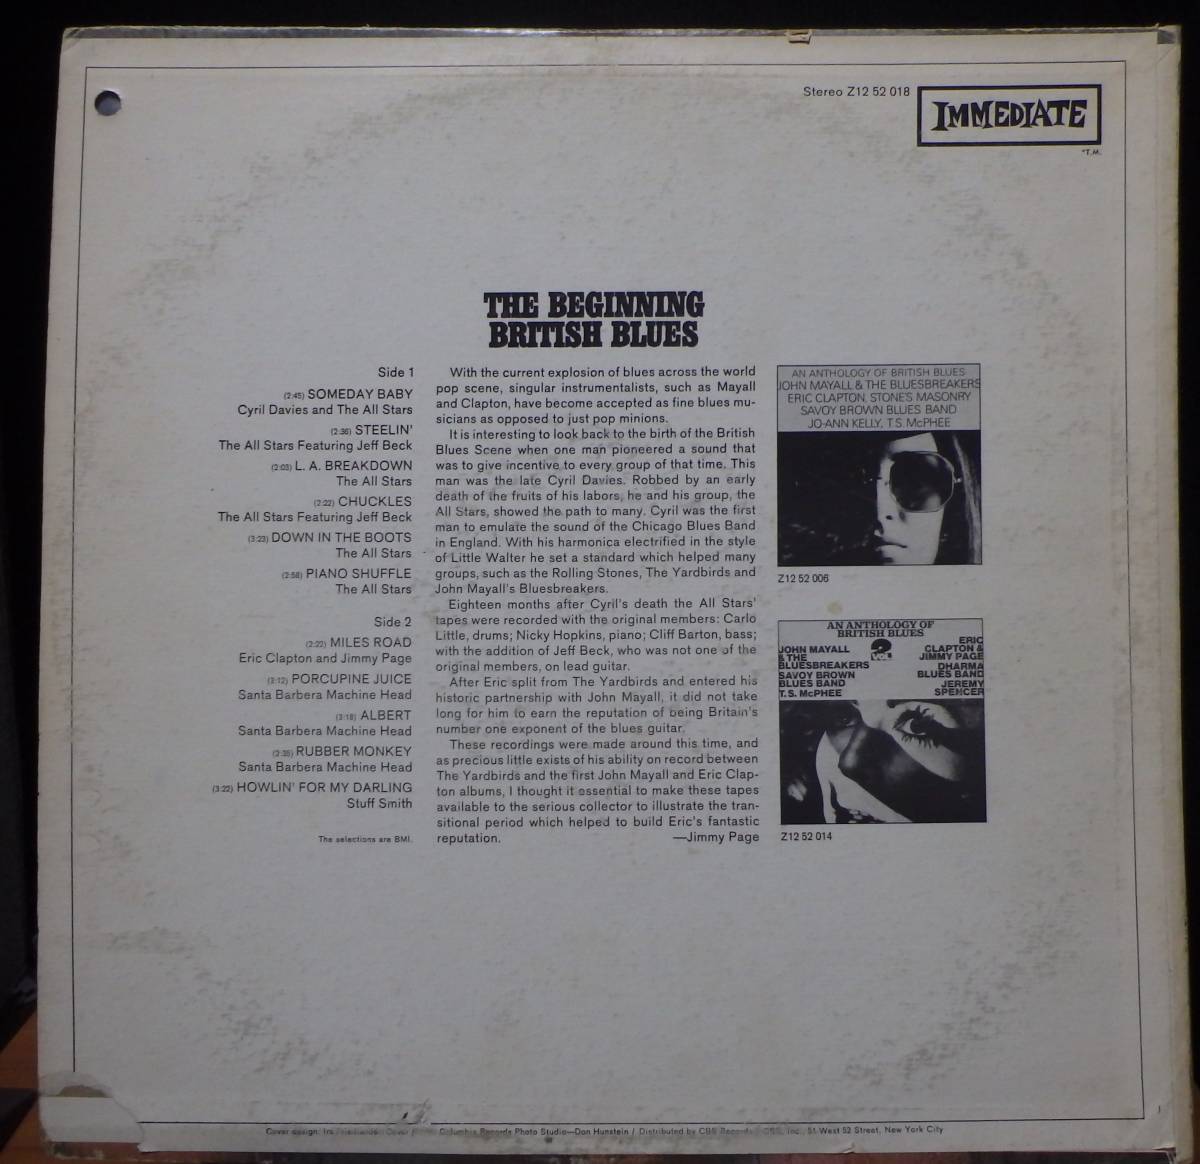 Stereo Z12 52 018
IMMEDIATE
*T.M.
THE BEGINNING
BRITISH BLUES
Side 1
(2:45) SOMEDAY BABY
Cyril Davies and The All Stars
(2:36) STEELIN'
The All Stars Featuring Jeff Beck
(2:03) L. A. BREAKDOWN
The All Stars
(2:22) CHUCKLES
The All Stars Featuring Jeff Beck
(3:23) DOWN IN THE BOOTS
The All Stars
(2:58) PIANO SHUFFLE
The All Stars
Side 2
(2:22) MILES ROAD
Eric Clapton and Jimmy Page
(3:12) PORCUPINE JUICE
Santa Barbera Machine Head
(3:18) ALBERT
Santa Barbera Machine Head
(2:35) RUBBER MONKEY
Santa Barbera Machine Head
(3:22) HOWLIN' FOR MY DARLING
Stuff Smith
The selections are BMI.
With the current explosion of blues across the world
pop scene, singular instrumentalists, such as Mayall
and Clapton, have become accepted as fine blues mu-
sicians as opposed to just pop minions.
It is interesting to look back to the birth of the British
Blues Scene when one man pioneered a sound that
was to give incentive to every group of that time. This
man was the late Cyril Davies. Robbed by an early
death of the fruits of his labors, he and his group, the
All Stars, showed the path to many. Cyril was the first
man to emulate the sound of the Chicago Blues Band
in England. With his harmonica electrified in the style
of Little Walter he set a standard which helped many
groups, such as the Rolling Stones, The Yardbirds and
John Mayall's Bluesbreakers.
Eighteen months after Cyril's death the All Stars'
tapes were recorded with the original members: Carlo
Little, drums; Nicky Hopkins, piano; Cliff Barton, bass;
with the addition of Jeff Beck, who was not one of the
original members, on lead guitar.
After Eric split from The Yardbirds and entered his
historic partnership with John Mayall, it did not take
long for him to earn the reputation of being Britain's
number one exponent of the blues guitar.
These recordings were made around this time, and
as precious little exists of his ability on record between
The Yardbirds and the first John Mayall and Eric Clap-
ton albums, I thought it essential to make these tapes
available to the serious collector to illustrate the tran-
sitional period which helped to build Eric's fantastic
reputation. —Jimmy Page
AN ANTHOLOGY OF BRITISH BLUES
JOHN MAYALL & THE BLUESBREAKERS
ERIC CLAPTON, STONE'S MASONRY
SAVOY BROWN BLUES BAND
JO-ANN KELLY, T.S. McPHEE
Z12 52 006
AN ANTHOLOGY OF
BRITISH BLUES
VOL. 2
JOHN MAYALL
& THE
BLUESBREAKERS
SAVOY BROWN
BLUES BAND
T.S. McPHEE
ERIC
CLAPTON &
JIMMY PAGE
DHARMA
BLUES BAND
JEREMY
SPENCER
Z12 52 014
Cover design: Cover Columbia Records Photo Studio—Don Hunstein / Distributed by CBS Records CBS, Inc., 51 West 52 Street, New York City